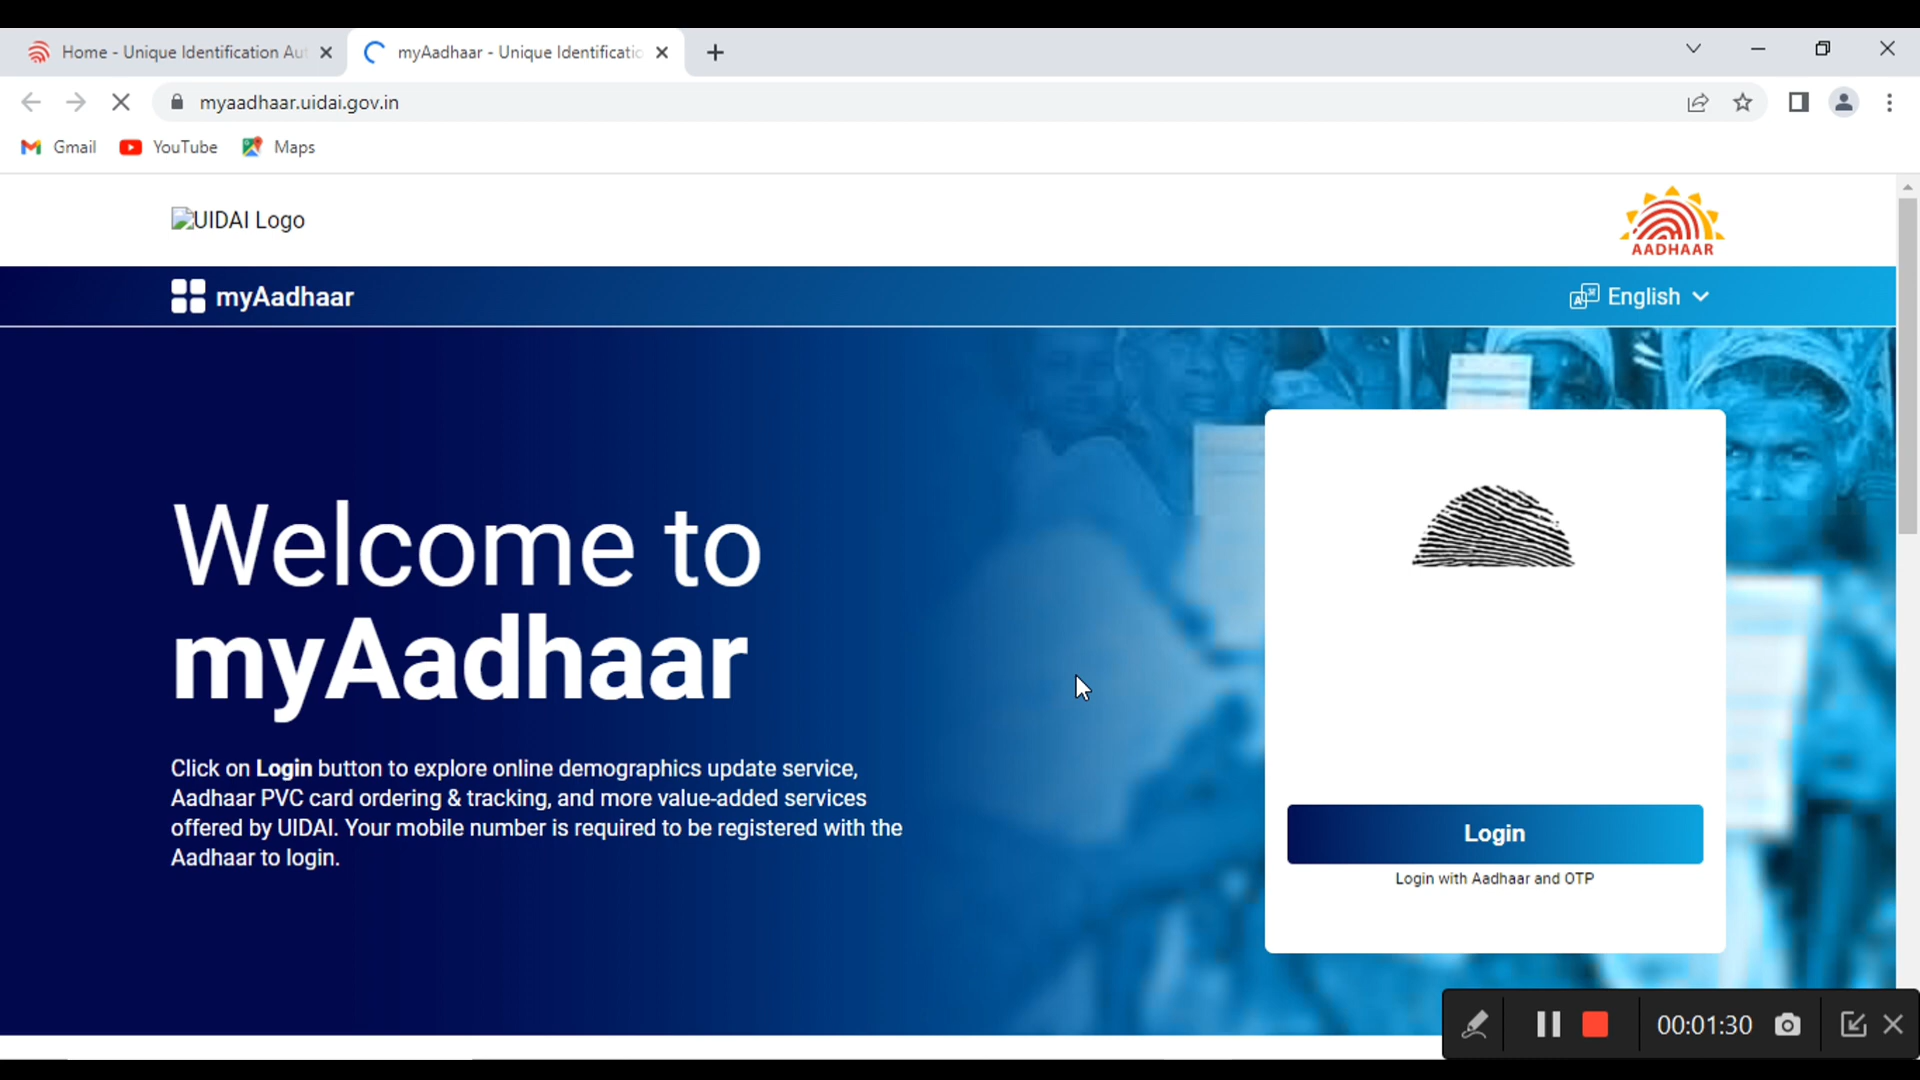 Home - Unique Identification Aut
myAadhaar - Unique Identificatio
myaadhaar.uidai.gov.in
Gmail
YouTube
Maps
UIDAI Logo
AADHAAR
myAadhaar
English
Welcome to
myAadhaar
Click on Login button to explore online demographics update service,
Aadhaar PVC card ordering & tracking, and more value-added services
offered by UIDAI. Your mobile number is required to be registered with the
Aadhaar to login.
Login
Login with Aadhaar and OTP
00:01:30